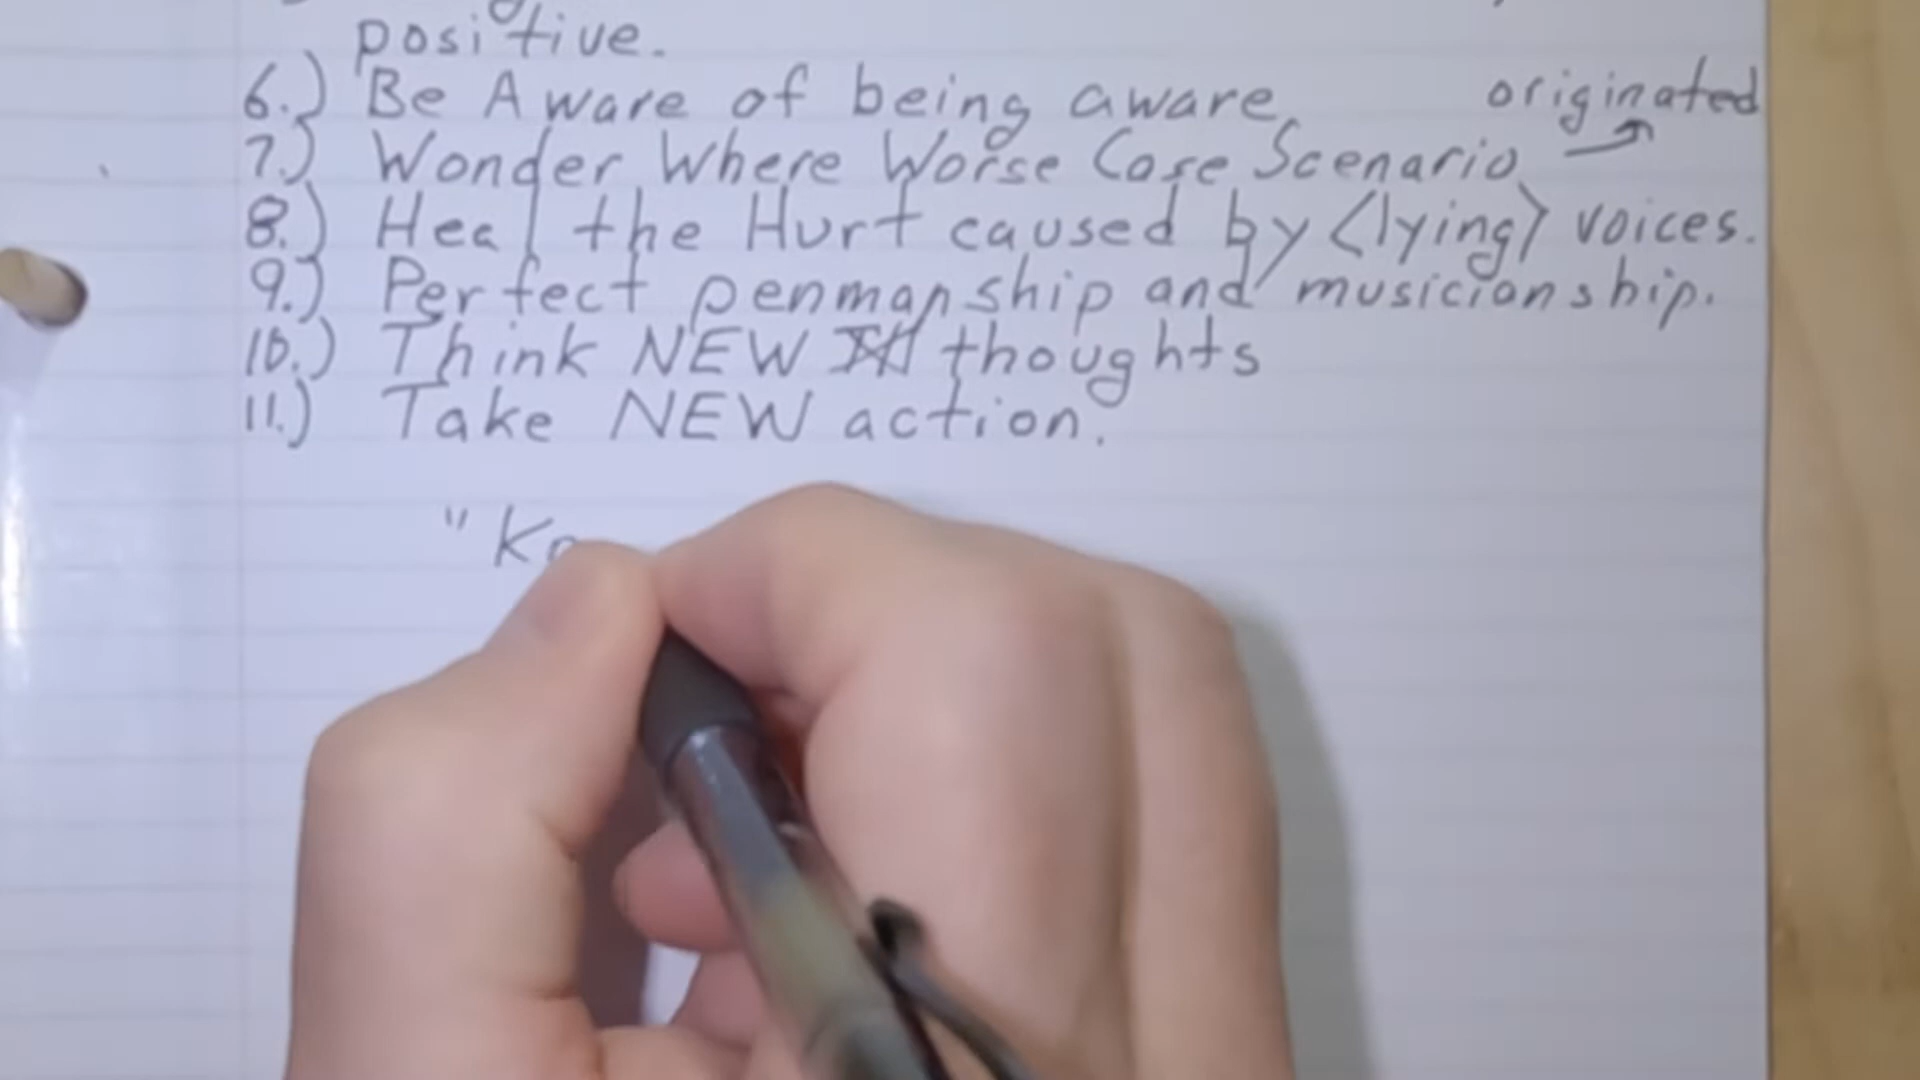 positive.
6.) Be Aware of being aware,
7.) Wonder Where Worse Case Scenario originated
8.) Heal the Hurt caused by <lying> voices.
9.) Perfect penmanship and musicianship.
10.) Think NEW thoughts
11.) Take NEW action.
"K